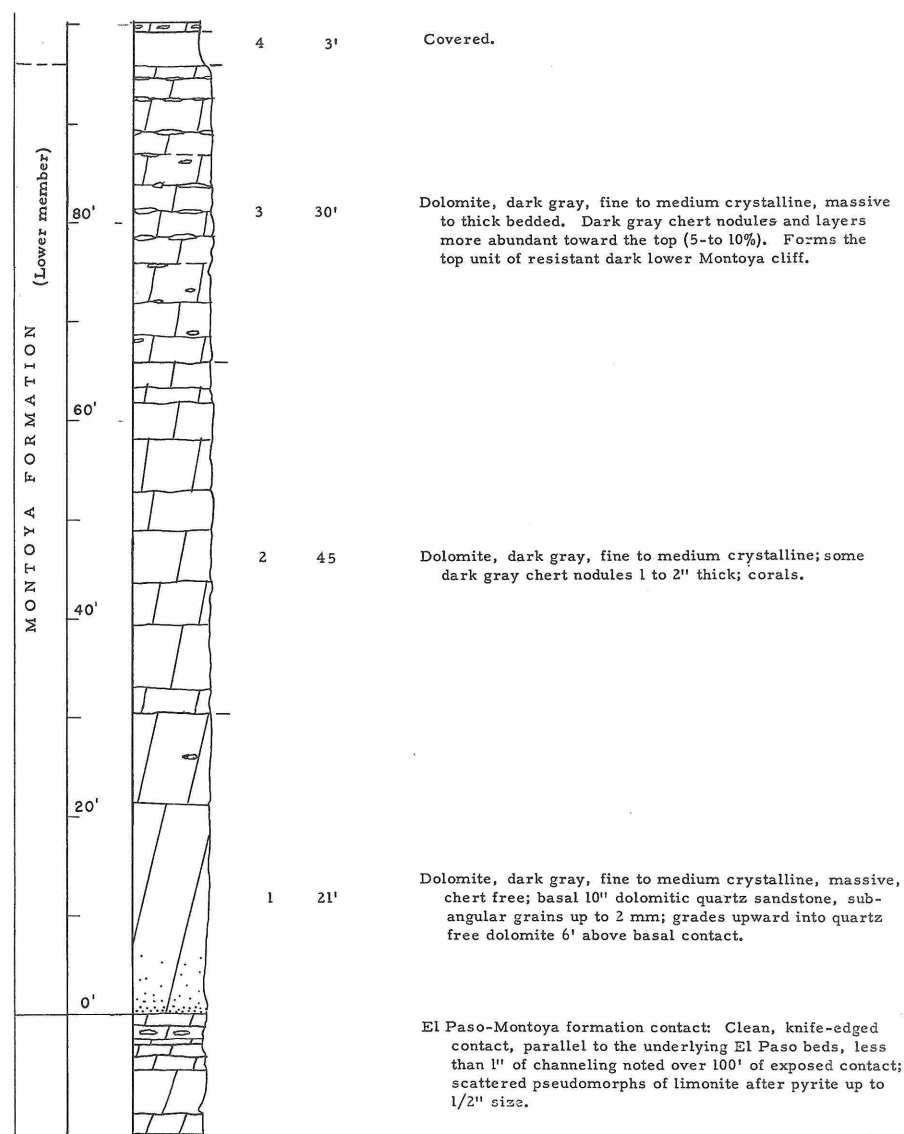 4 3' Covered.
MONTOYA FORMATION (Lower member)
80'
3 30' Dolomite, dark gray, fine to medium crystalline, massive
to thick bedded. Dark gray chert nodules and layers
more abundant toward the top (5-to 10%). Forms the
top unit of resistant dark lower Montoya cliff.
60'
2 45 Dolomite, dark gray, fine to medium crystalline; some
dark gray chert nodules 1 to 2" thick; corals.
40'
20'
1 21' Dolomite, dark gray, fine to medium crystalline, massive,
chert free; basal 10" dolomitic quartz sandstone, sub-
angular grains up to 2 mm; grades upward into quartz
free dolomite 6' above basal contact.
0'
El Paso-Montoya formation contact: Clean, knife-edged
contact, parallel to the underlying El Paso beds, less
than 1" of channeling noted over 100' of exposed contact;
scattered pseudomorphs of limonite after pyrite up to
1/2" size.